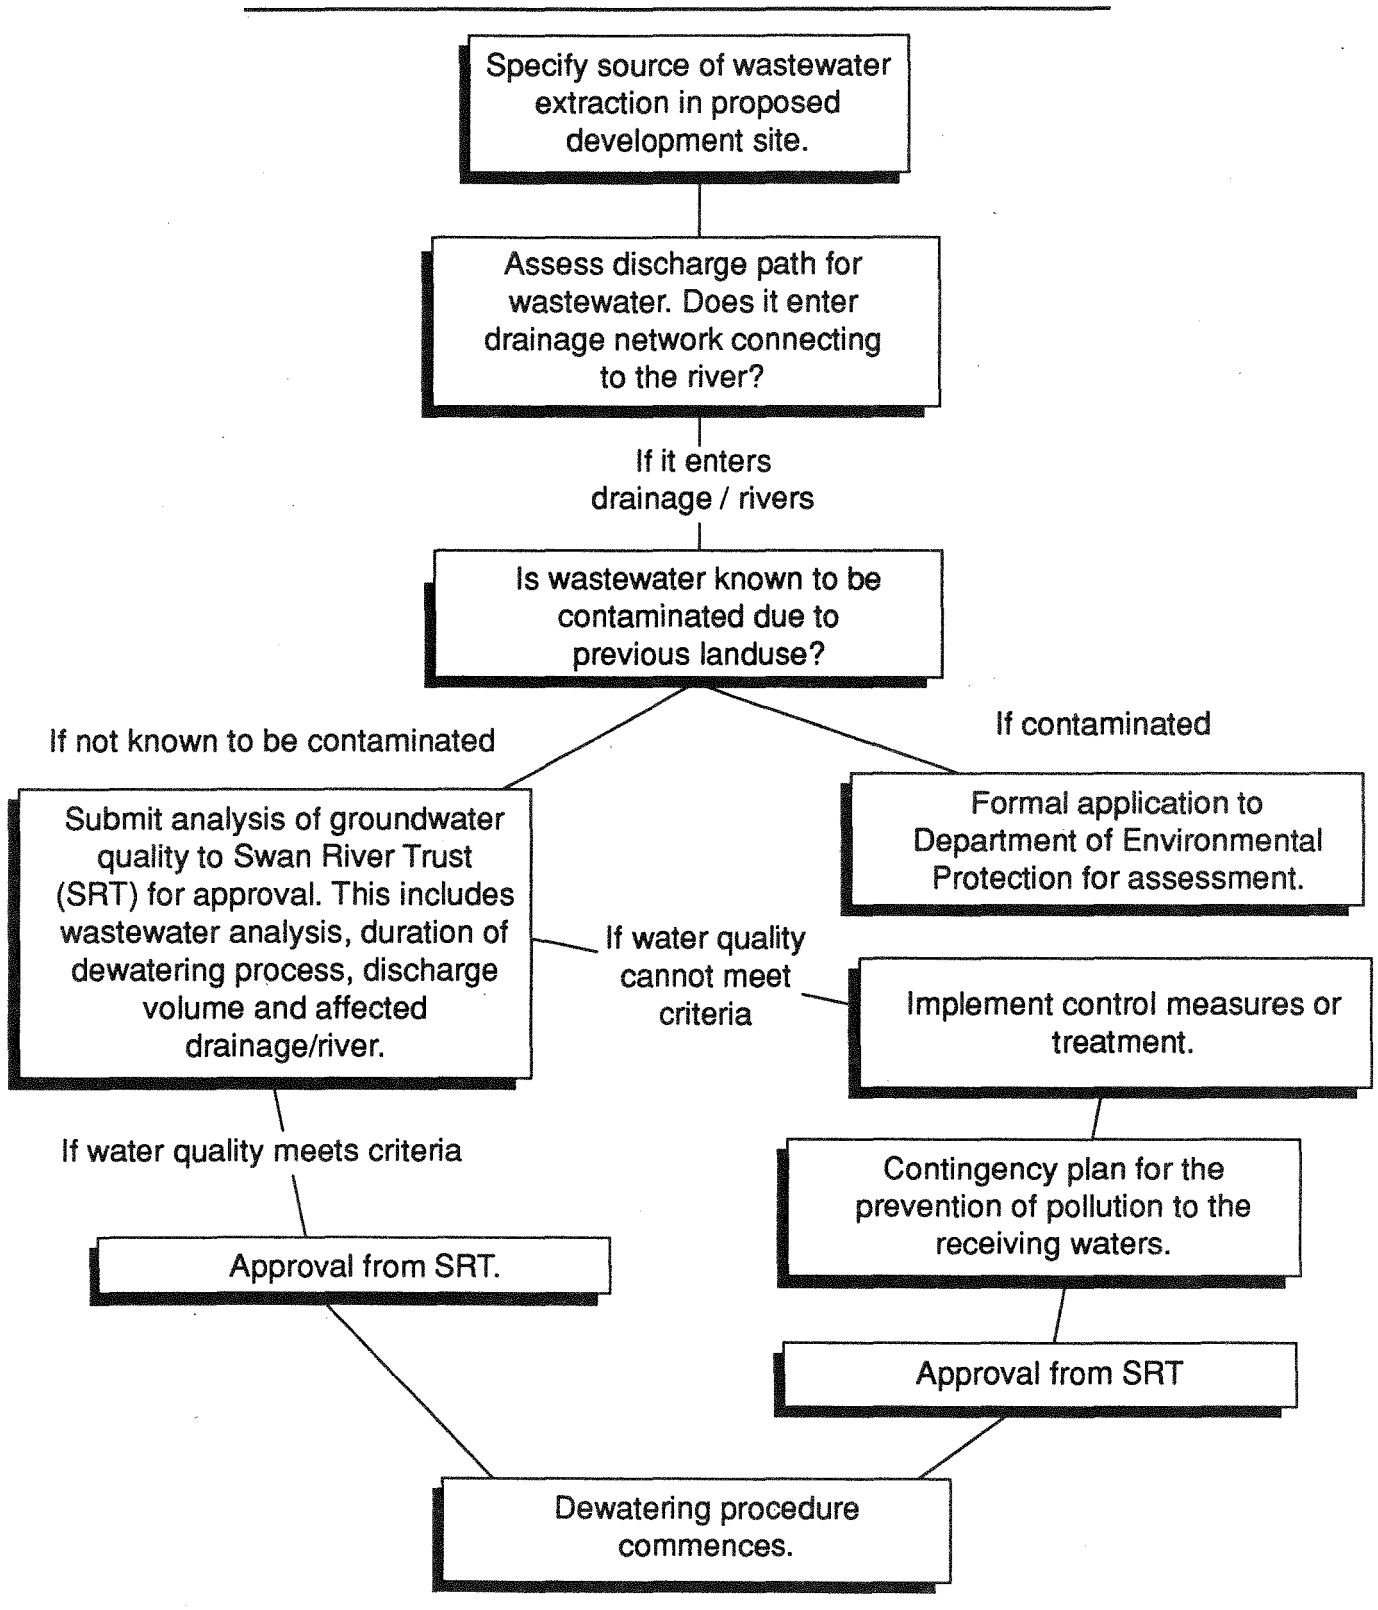 Specify source of wastewater
extraction in proposed
development site.
Assess discharge path for
wastewater. Does it enter
drainage network connecting
to the river?
If it enters
drainage / rivers
Is wastewater known to be
contaminated due to
previous landuse?
If not known to be contaminated
If contaminated
Submit analysis of groundwater
quality to Swan River Trust
(SRT) for approval. This includes
wastewater analysis, duration of
dewatering process, discharge
volume and affected
drainage/river.
Formal application to
Department of Environmental
Protection for assessment.
If water quality
cannot meet
criteria
Implement control measures or
treatment.
If water quality meets criteria
Contingency plan for the
prevention of pollution to the
receiving waters.
Approval from SRT.
Approval from SRT
Dewatering procedure
commences.